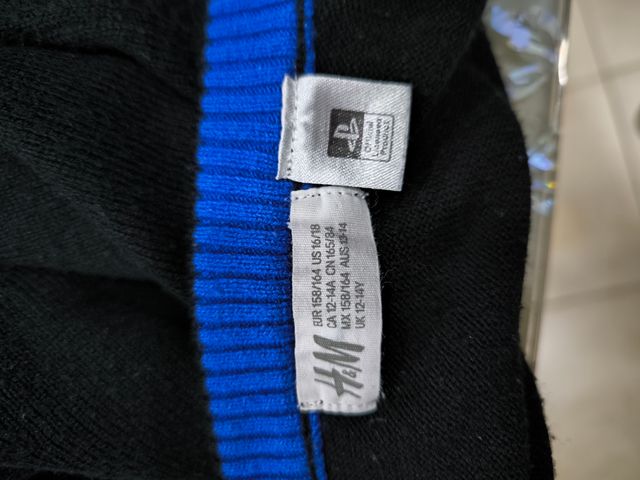 Official
Licensed
Product
H&M
EUR 158/164 US 16/18
CA 12-14A CN 165/84
MX 158/164 AUS 12-14
UK 12-14Y